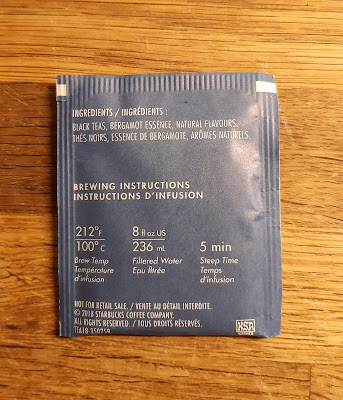 INGREDIENTS / INGRÉDIENTS :
BLACK TEAS, BERGAMOT ESSENCE, NATURAL FLAVOURS.
THÉS NOIRS, ESSENCE DE BERGAMOTE, ARÔMES NATURELS.
BREWING INSTRUCTIONS
INSTRUCTIONS D'INFUSION
212°F
100°C
Brew Temp
Température
d'infusion
8 fl oz US
236 mL
Filtered Water
Eau filtrée
5 min
Steep Time
Temps
d'infusion
NOT FOR RETAIL SALE. / VENTE AU DÉTAIL INTERDITE.
© 2018 STARBUCKS COFFEE COMPANY.
ALL RIGHTS RESERVED. / TOUS DROITS RÉSERVÉS.